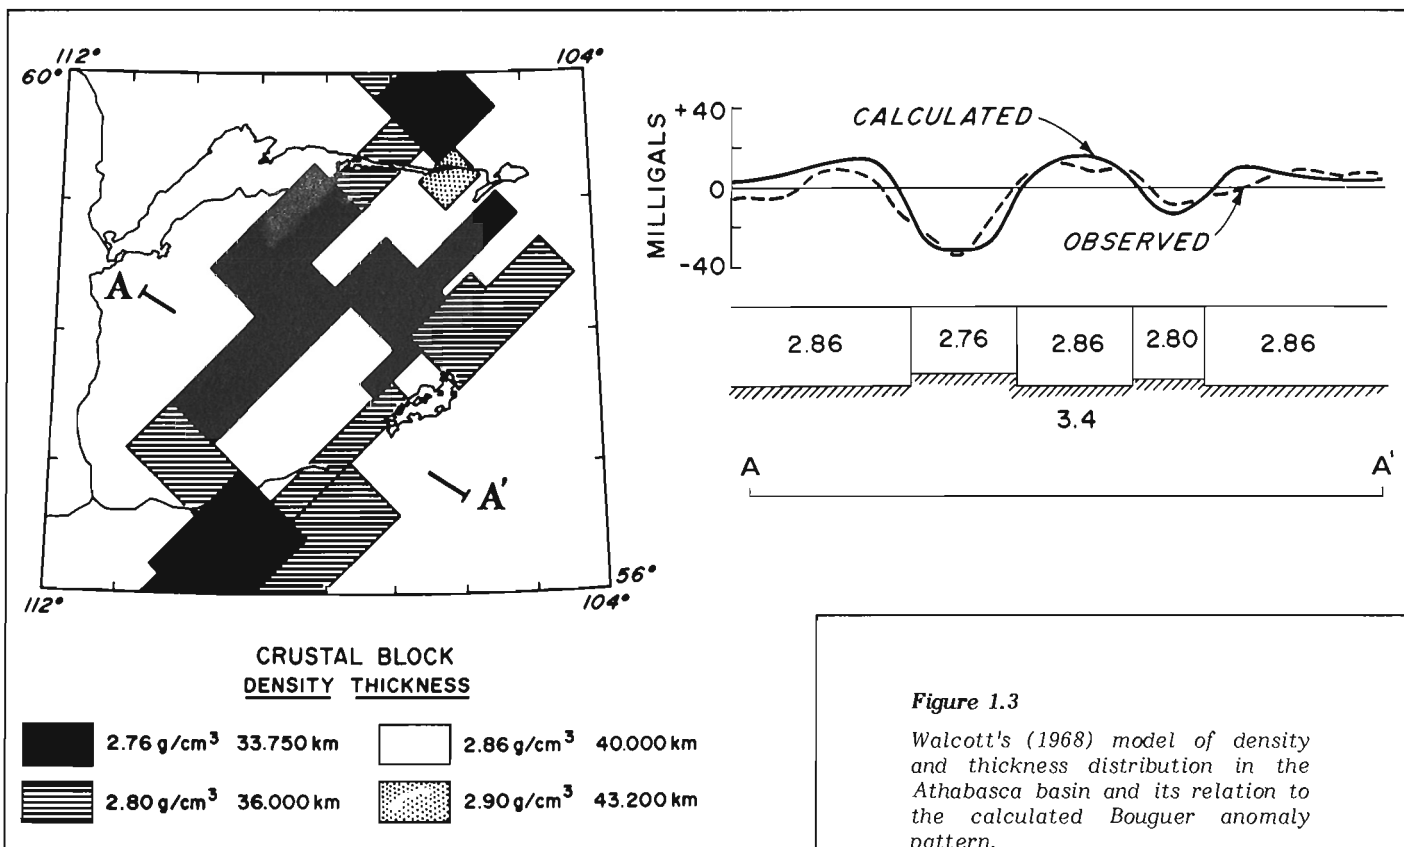 112°
104°
60°
A
A'
56°
112°
104°
CRUSTAL BLOCK
DENSITY THICKNESS
2.76 g/cm³ 33.750 km
2.86 g/cm³ 40.000 km
2.80 g/cm³ 36.000 km
2.90 g/cm³ 43.200 km
MILLIGALS
+40
0
-40
CALCULATED
OBSERVED
2.86
2.76
2.86
2.80
2.86
3.4
A
A'
Figure 1.3
Walcott's (1968) model of density
and thickness distribution in the
Athabasca basin and its relation to
the calculated Bouguer anomaly
pattern.